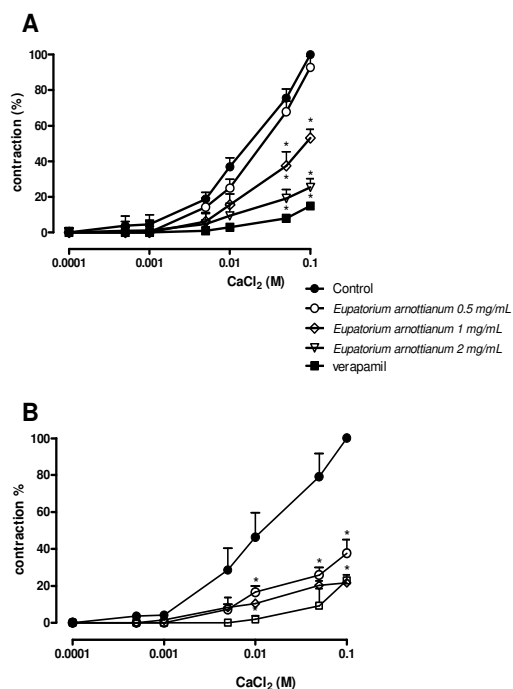 A
contraction (%)
100
80
60
40
20
0
0.0001
0.001
0.01
0.1
CaCl2 (M)
* * * * * *
Control
Eupatorium arnottianum 0.5 mg/mL
Eupatorium arnottianum 1 mg/mL
Eupatorium arnottianum 2 mg/mL
verapamil
B
contraction %
100
80
60
40
20
0
0.0001
0.001
0.01
0.1
CaCl2 (M)
* * * * *